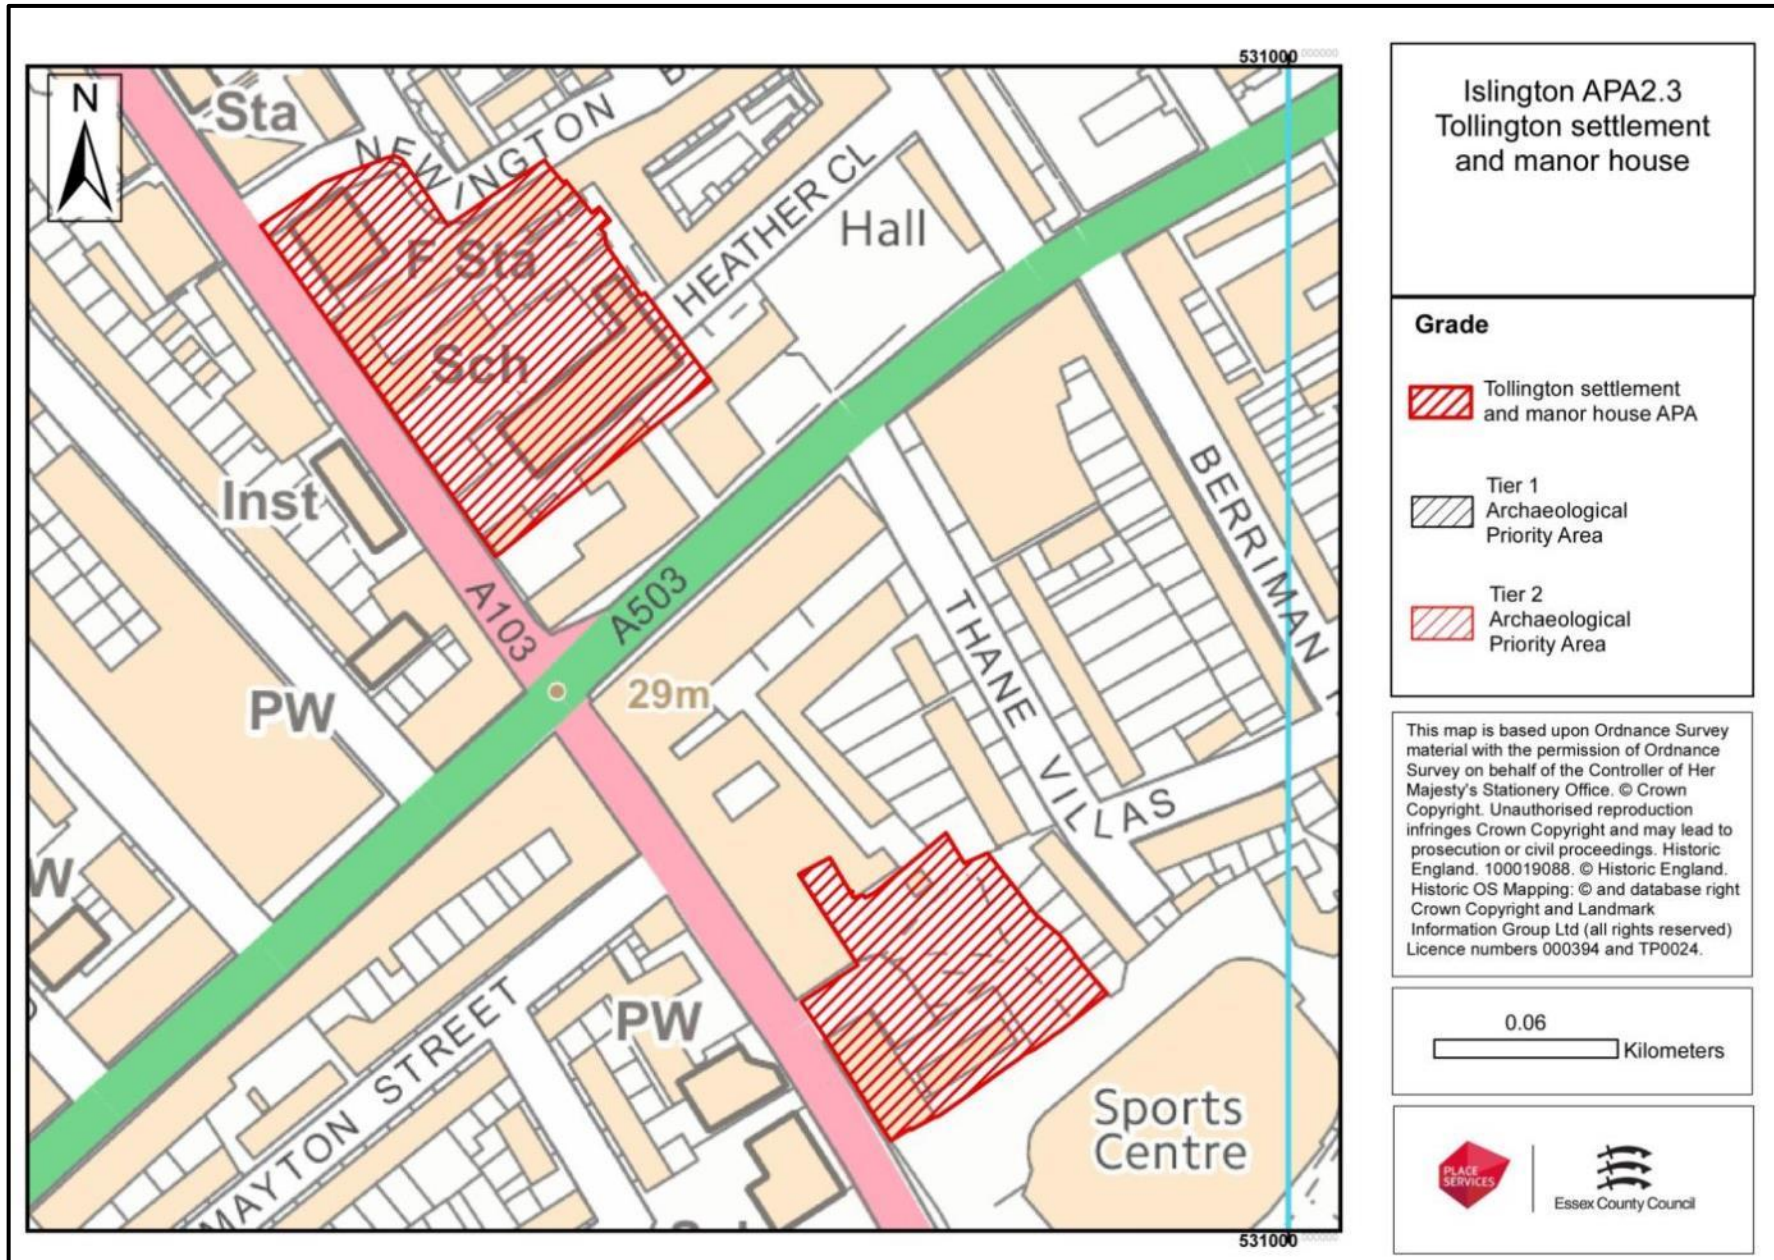 531000
N
Sta
NEWINGTON
HEATHER CL
Hall
F Sta
Sch
Inst
A103
A503
BERRIMAN
THANE VILLAS
PW
29m
W
PW
MAYTON STREET
Sports
Centre
531000
Islington APA2.3
Tollington settlement
and manor house
Grade
Tollington settlement
and manor house APA
Tier 1
Archaeological
Priority Area
Tier 2
Archaeological
Priority Area
This map is based upon Ordnance Survey
material with the permission of Ordnance
Survey on behalf of the Controller of Her
Majesty's Stationery Office. © Crown
Copyright. Unauthorised reproduction
infringes Crown Copyright and may lead to
prosecution or civil proceedings. Historic
England. 100019088. © Historic England.
Historic OS Mapping: © and database right
Crown Copyright and Landmark
Information Group Ltd (all rights reserved)
Licence numbers 000394 and TP0024.
0.06
Kilometers
PLACE
SERVICES
Essex County Council